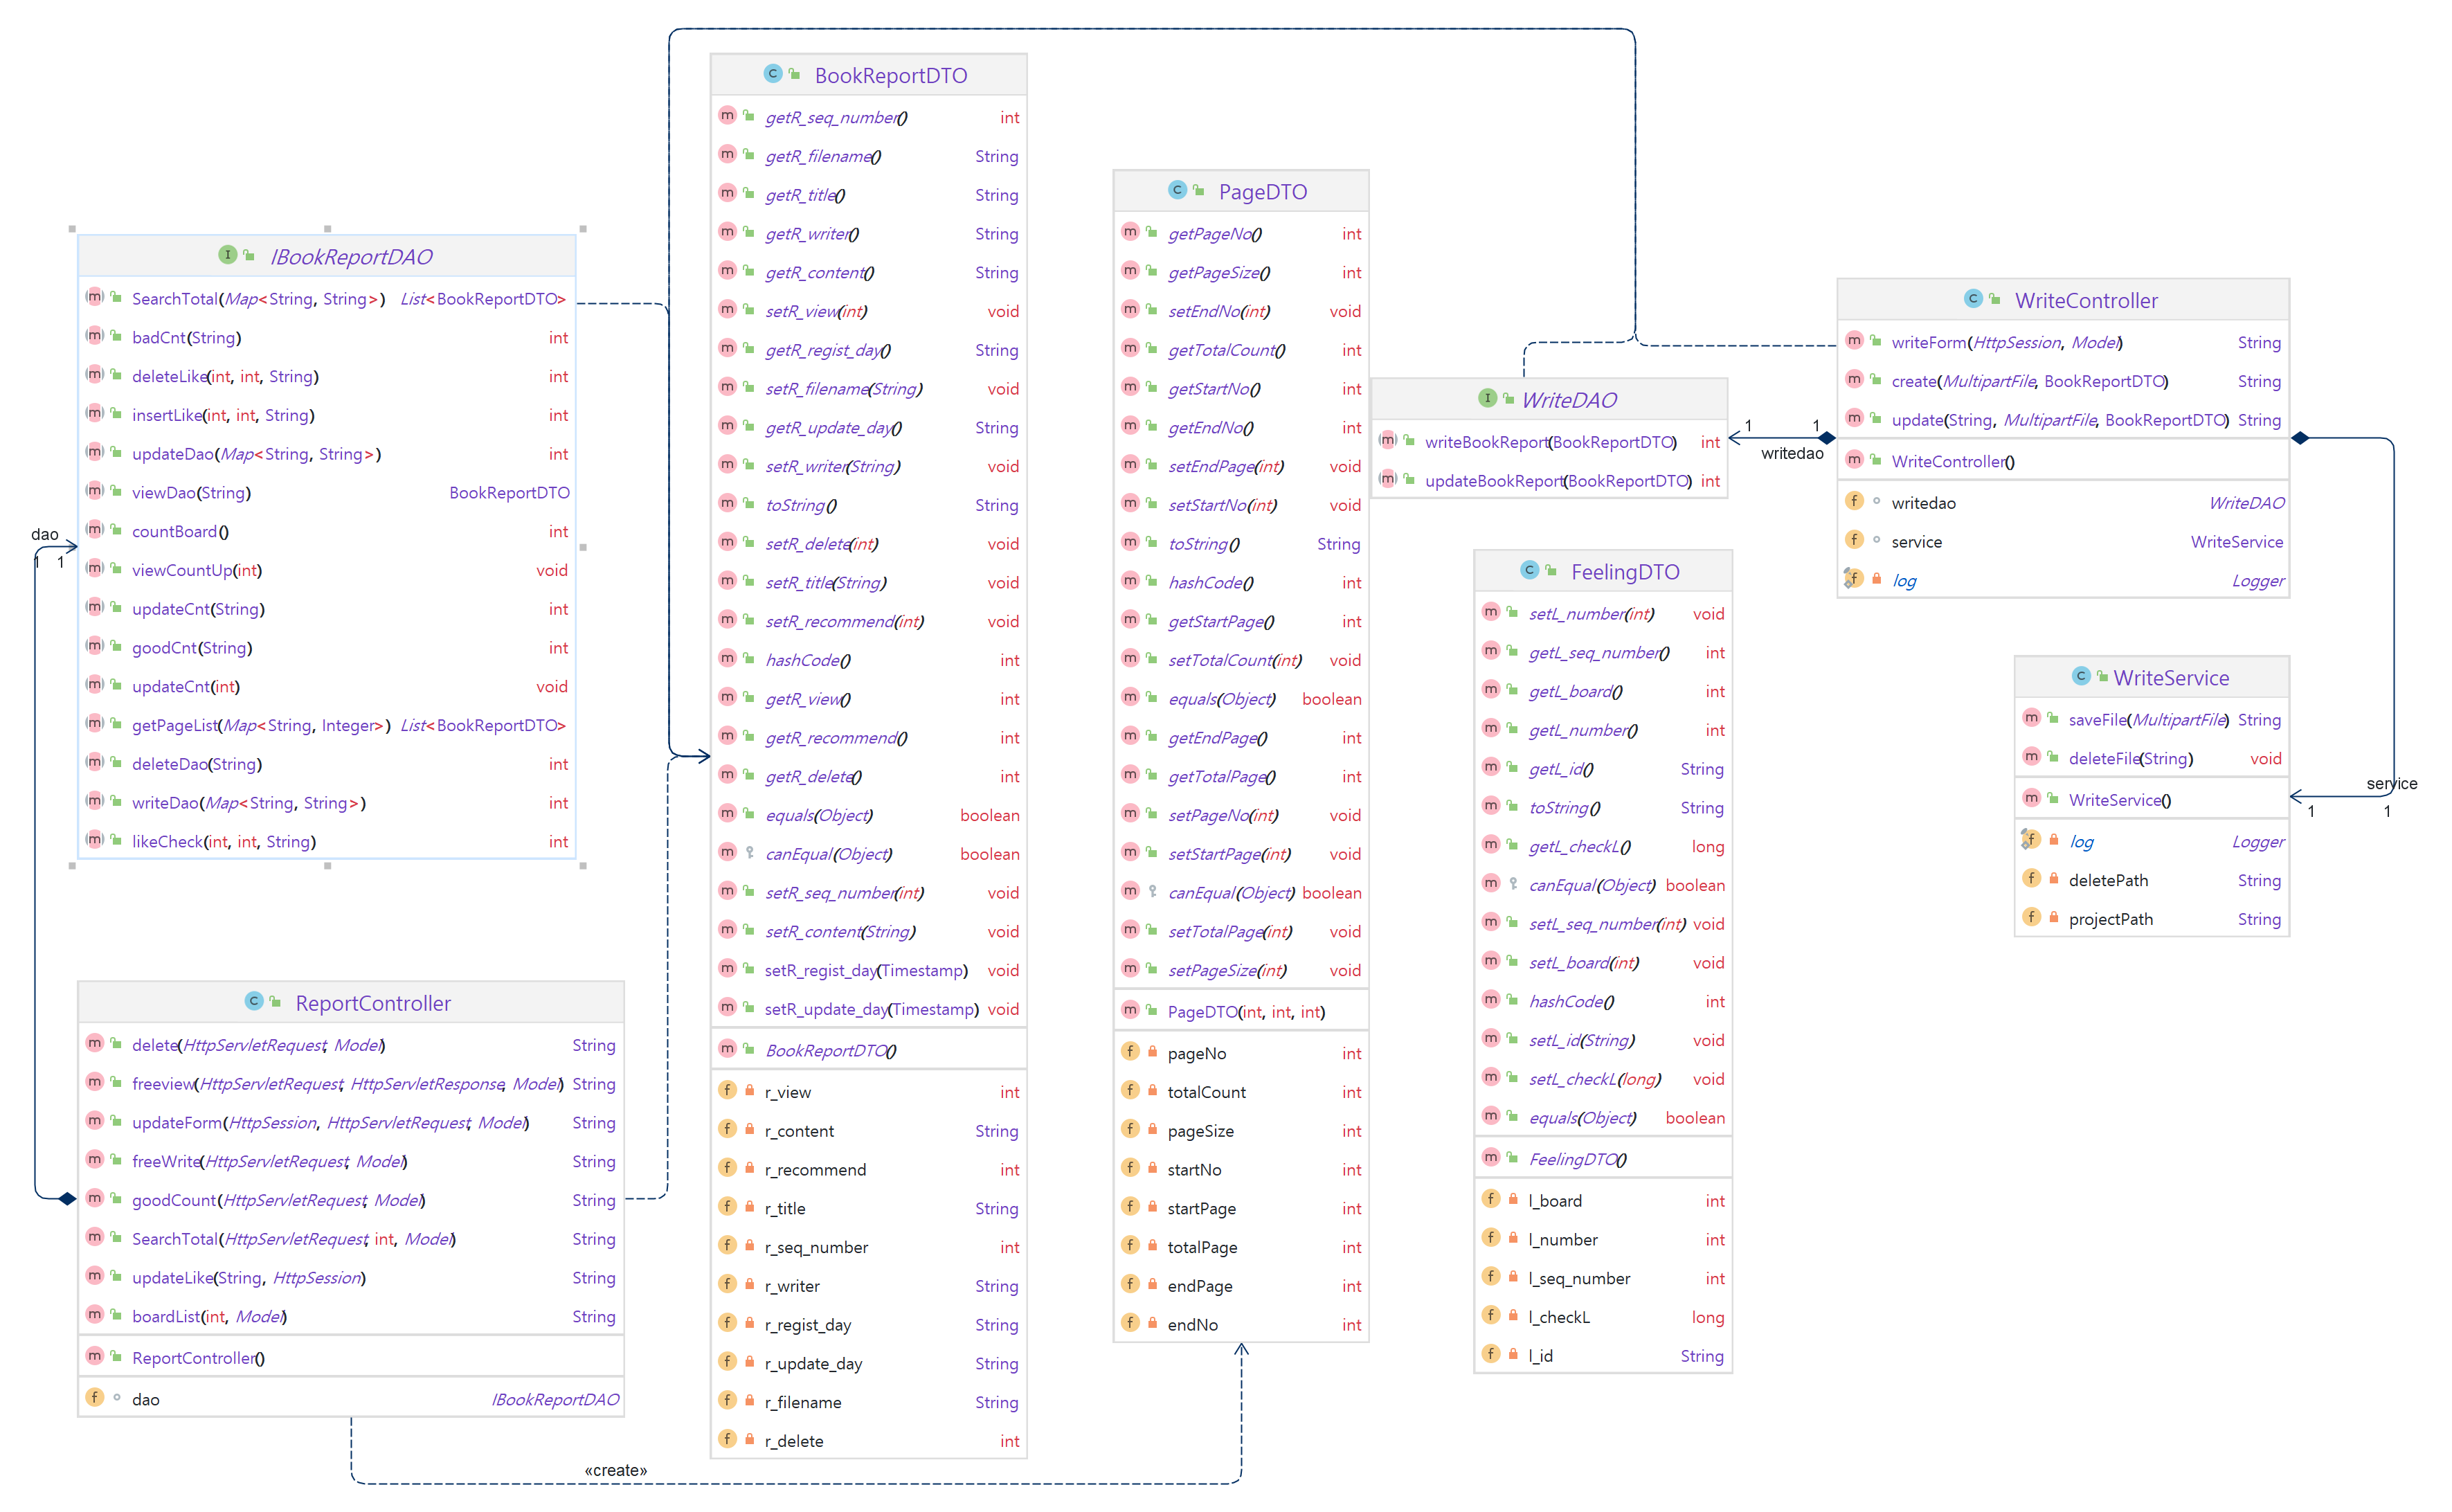 BookReportDTO
getR_seq_number() int
getR_filename() String
getR_title() String
getR_writer() String
getR_content() String
setR_view(int) void
getR_regist_day() String
setR_filename(String) void
getR_update_day() String
setR_writer(String) void
toString() String
setR_delete(int) void
setR_title(String) void
setR_recommend(int) void
hashCode() int
getR_view() int
getR_recommend() int
getR_delete() int
equals(Object) boolean
canEqual(Object) boolean
setR_seq_number(int) void
setR_content(String) void
setR_regist_day(Timestamp) void
setR_update_day(Timestamp) void
BookReportDTO()
r_view int
r_content String
r_recommend int
r_title String
r_seq_number int
r_writer String
r_regist_day String
r_update_day String
r_filename String
r_delete int
IBookReportDAO
SearchTotal(Map<String, String>) List<BookReportDTO>
badCnt(String) int
deleteLike(int, int, String) int
insertLike(int, int, String) int
updateDao(Map<String, String>) int
viewDao(String) BookReportDTO
countBoard() int
viewCountUp(int) void
updateCnt(String) int
goodCnt(String) int
updateCnt(int) void
getPageList(Map<String, Integer>) List<BookReportDTO>
deleteDao(String) int
writeDao(Map<String, String>) int
likeCheck(int, int, String) int
dao
1 1
ReportController
delete(HttpServletRequest, Model) String
freeview(HttpServletRequest, HttpServletResponse, Model) String
updateForm(HttpSession, HttpServletRequest, Model) String
freeWrite(HttpServletRequest, Model) String
goodCount(HttpServletRequest, Model) String
SearchTotal(HttpServletRequest, int, Model) String
updateLike(String, HttpSession) String
boardList(int, Model) String
ReportController()
dao IBookReportDAO
«create»
PageDTO
getPageNo() int
getPageSize() int
setEndNo(int) void
getTotalCount() int
getStartNo() int
getEndNo() int
setEndPage(int) void
setStartNo(int) void
toString() String
hashCode() int
getStartPage() int
setTotalCount(int) void
equals(Object) boolean
getEndPage() int
getTotalPage() int
setPageNo(int) void
setStartPage(int) void
canEqual(Object) boolean
setTotalPage(int) void
setPageSize(int) void
PageDTO(int, int, int)
pageNo int
totalCount int
pageSize int
startNo int
startPage int
totalPage int
endPage int
endNo int
WriteDAO
writeBookReport(BookReportDTO) int
updateBookReport(BookReportDTO) int
1 1
writedao
FeelingDTO
setL_number(int) void
getL_seq_number() int
getL_board() int
getL_number() int
getL_id() String
toString() String
getL_checkL() long
canEqual(Object) boolean
setL_seq_number(int) void
setL_board(int) void
hashCode() int
setL_id(String) void
setL_checkL(long) void
equals(Object) boolean
FeelingDTO()
l_board int
l_number int
l_seq_number int
l_checkL long
l_id String
WriteController
writeForm(HttpSession, Model) String
create(MultipartFile, BookReportDTO) String
update(String, MultipartFile, BookReportDTO) String
WriteController()
writedao WriteDAO
service WriteService
log Logger
WriteService
saveFile(MultipartFile) String
deleteFile(String) void
WriteService()
log Logger
deletePath String
projectPath String
service
1 1